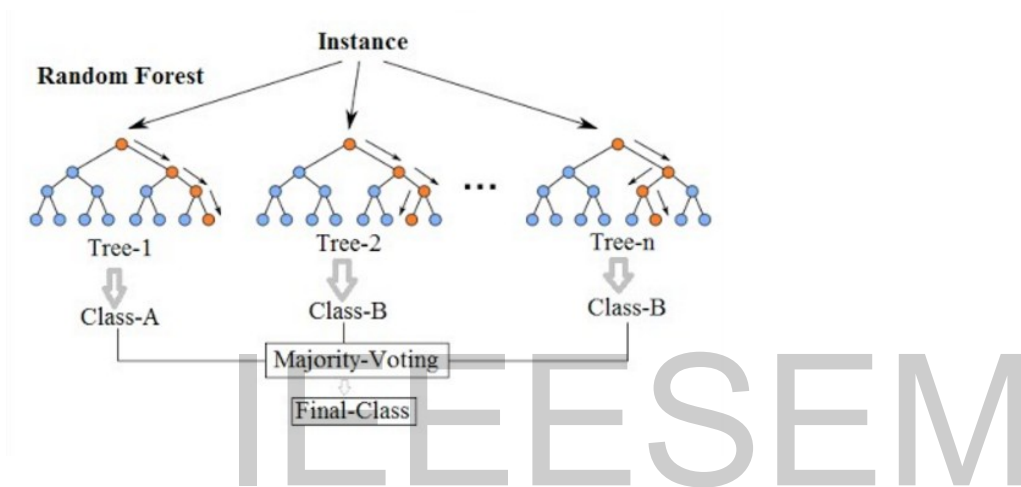 Instance
Random Forest
...
Tree-1
Tree-2
Tree-n
Class-A
Class-B
Class-B
Majority-Voting
Final-Class
ILEESEM